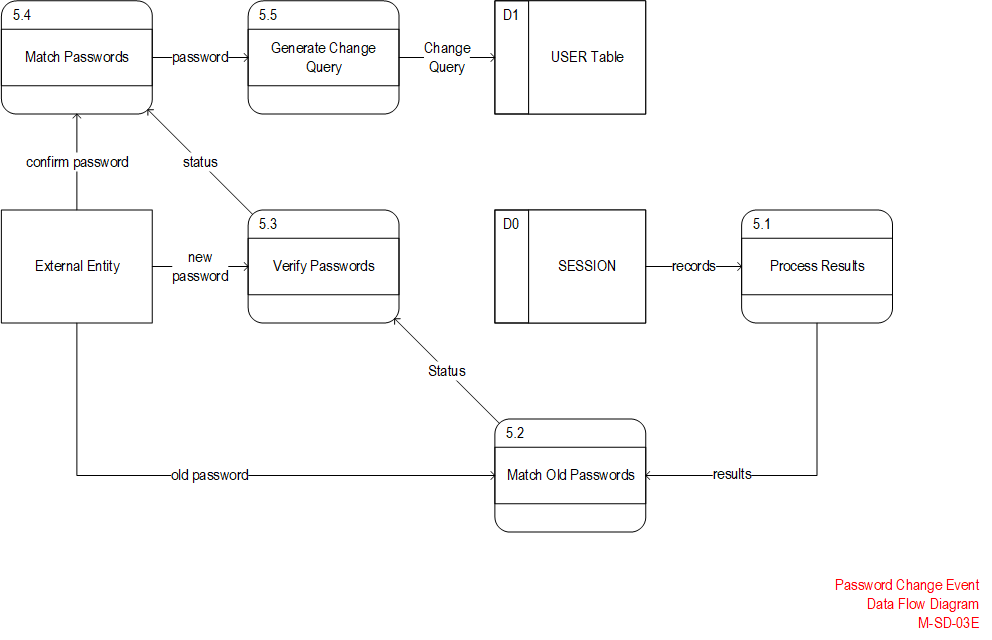 5.4
Match Passwords
password
5.5
Generate Change
Query
Change
Query
D1
USER Table
confirm password
status
External Entity
new
password
5.3
Verify Passwords
D0
SESSION
records
5.1
Process Results
Status
old password
5.2
Match Old Passwords
results
Password Change Event
Data Flow Diagram
M-SD-03E